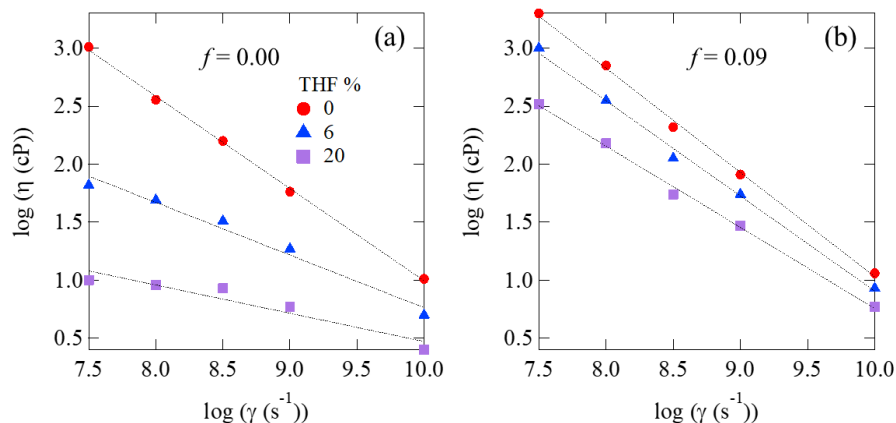 (a)
f = 0.00
THF %
0
6
20
3.0
2.5
2.0
1.5
1.0
0.5
log (η (cP))
7.5 8.0 8.5 9.0 9.5 10.0
log (γ (s⁻¹))
(b)
f = 0.09
3.0
2.5
2.0
1.5
1.0
0.5
log (η (cP))
7.5 8.0 8.5 9.0 9.5 10.0
log (γ (s⁻¹))